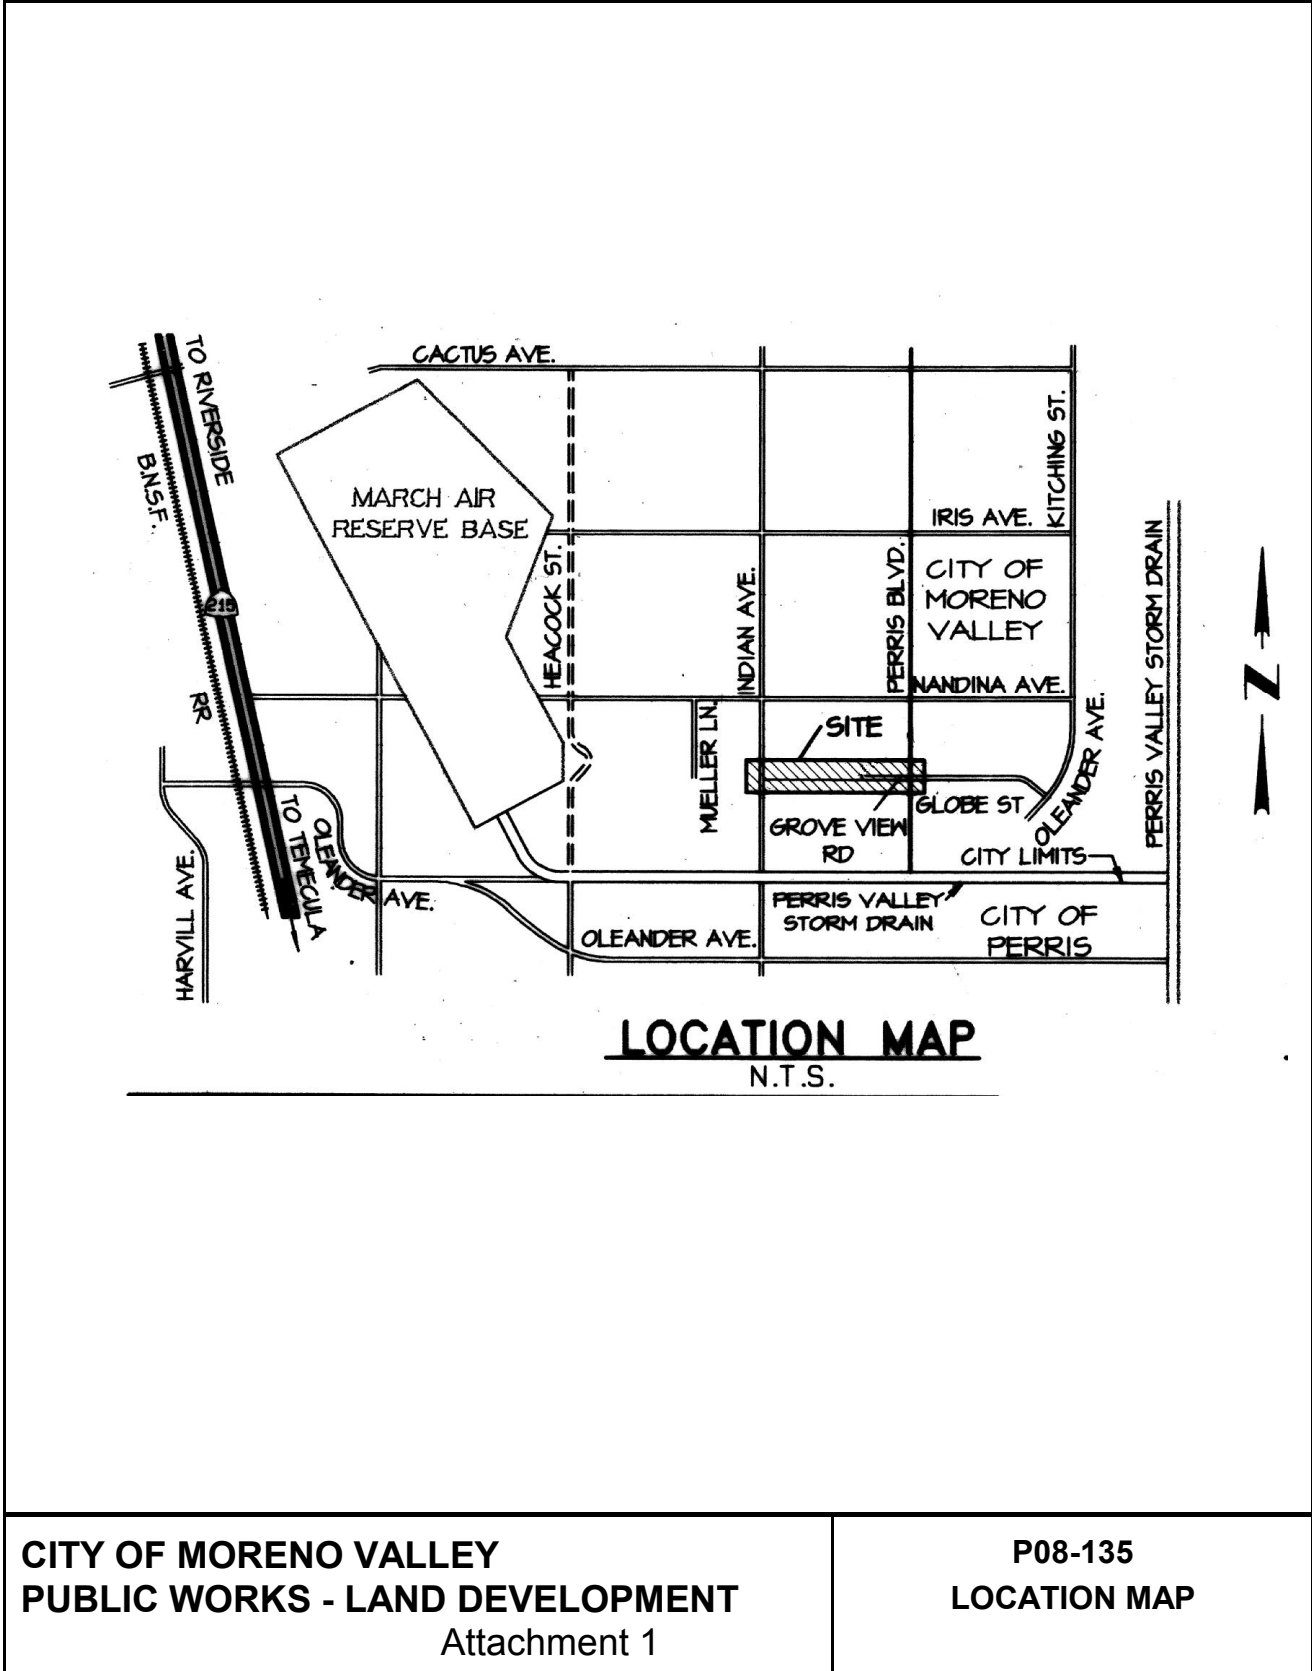 CACTUS AVE.
TO RIVERSIDE
B.N.S.F.
RR
215
MARCH AIR
RESERVE BASE
HEACOCK ST.
INDIAN AVE.
PERRIS BLVD.
IRIS AVE.
KITCHING ST.
CITY OF
MORENO
VALLEY
NANDINA AVE.
PERRIS VALLEY STORM DRAIN
N
MUELLER LN.
SITE
GLOBE ST
OLEANDER AVE.
GROVE VIEW
RD
CITY LIMITS
TO TEMECULA
OLEANDER AVE.
HARVILL AVE.
PERRIS VALLEY
STORM DRAIN
CITY OF
PERRIS
OLEANDER AVE.
LOCATION MAP
N.T.S.
CITY OF MORENO VALLEY
PUBLIC WORKS - LAND DEVELOPMENT
Attachment 1
P08-135
LOCATION MAP